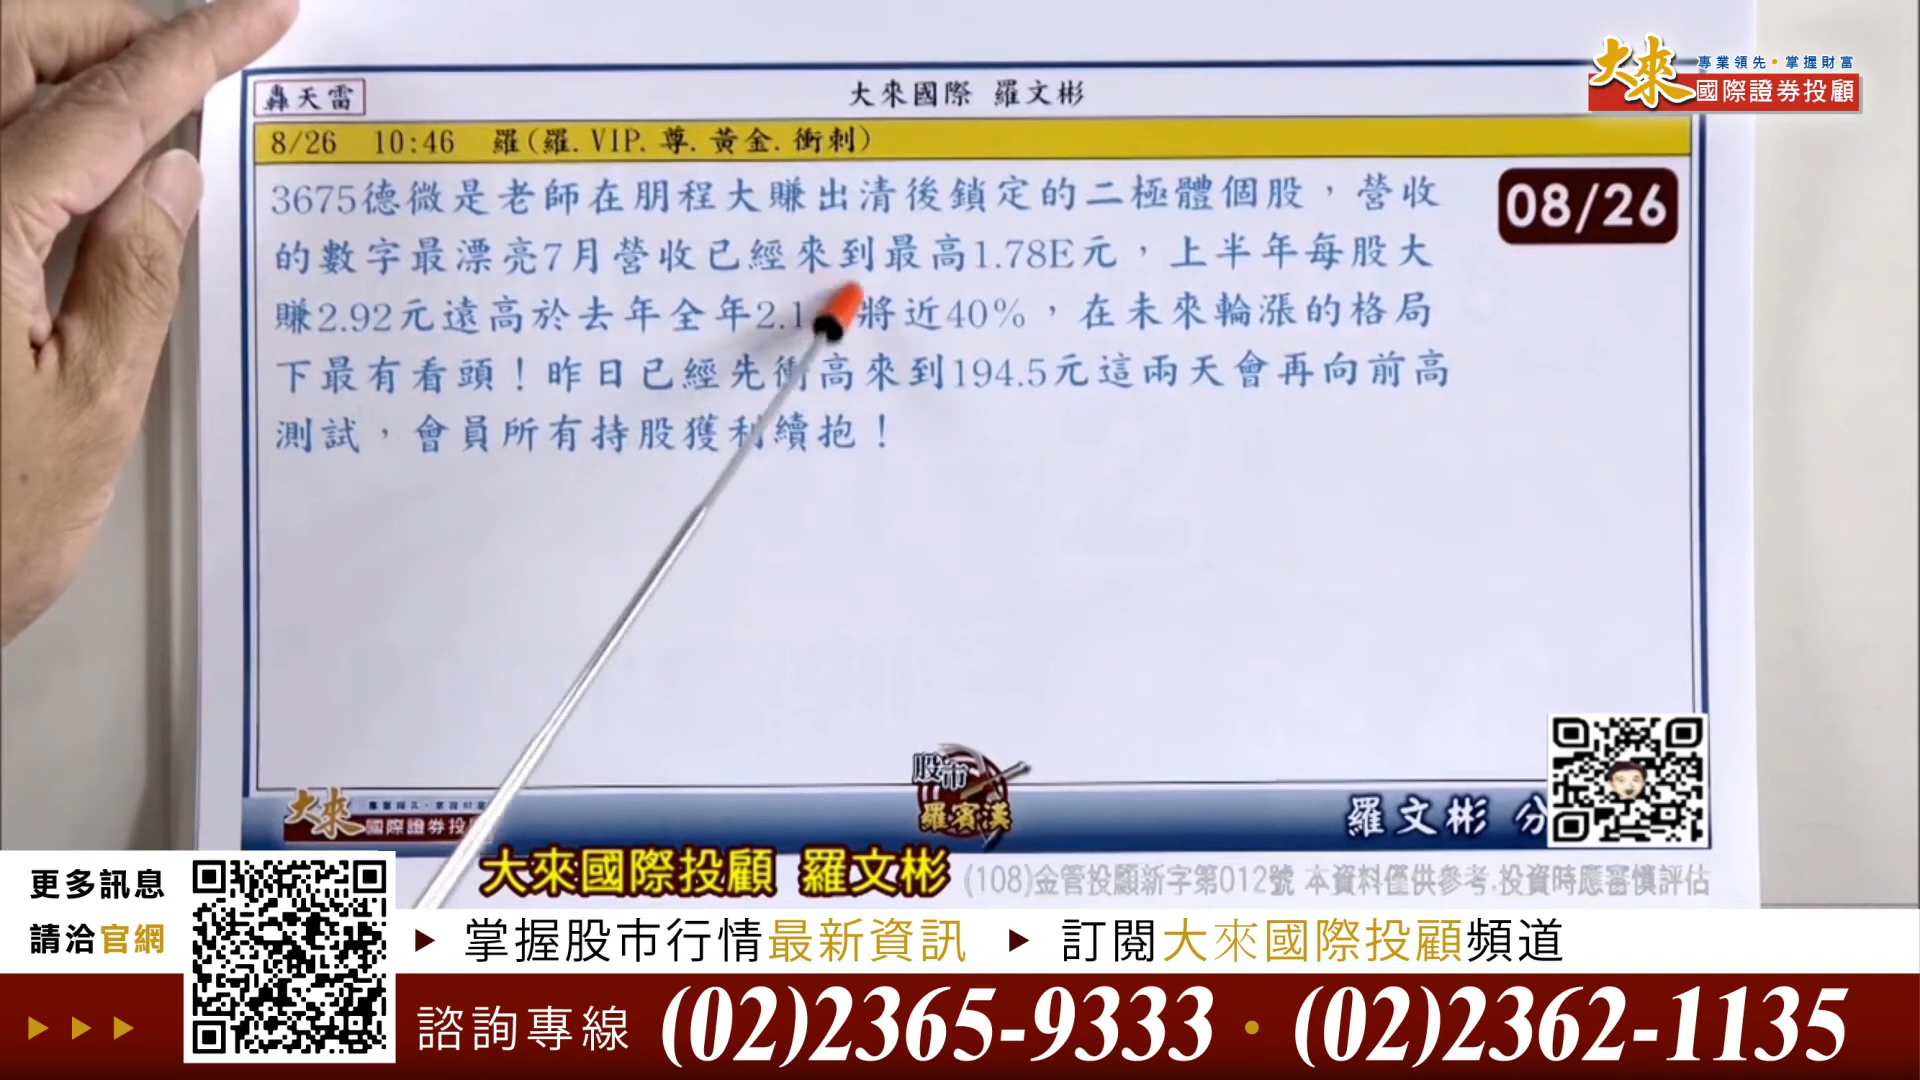 大來 專業領先•掌握財富
國際證券投顧
轟天雷
大來國際 羅文彬
8/26 10:46 羅(羅.VIP.尊.黃金.衝刺)
08/26
3675德微是老師在朋程大賺出清後鎖定的二極體個股，營收
的數字最漂亮7月營收已經來到最高1.78E元，上半年每股大
賺2.92元遠高於去年全年2.1 將近40%，在未來輪漲的格局
下最有看頭！昨日已經先衝高來到194.5元這兩天會再向前高
測試，會員所有持股獲利續抱！
股市
羅賓漢
大來
國際證券投
羅文彬 分
大來國際投顧 羅文彬
(108)金管投顧新字第012號 本資料僅供參考.投資時應審慎評估
更多訊息
請洽官網
掌握股市行情最新資訊 訂閱大來國際投顧頻道
諮詢專線 (02)2365-9333•(02)2362-1135